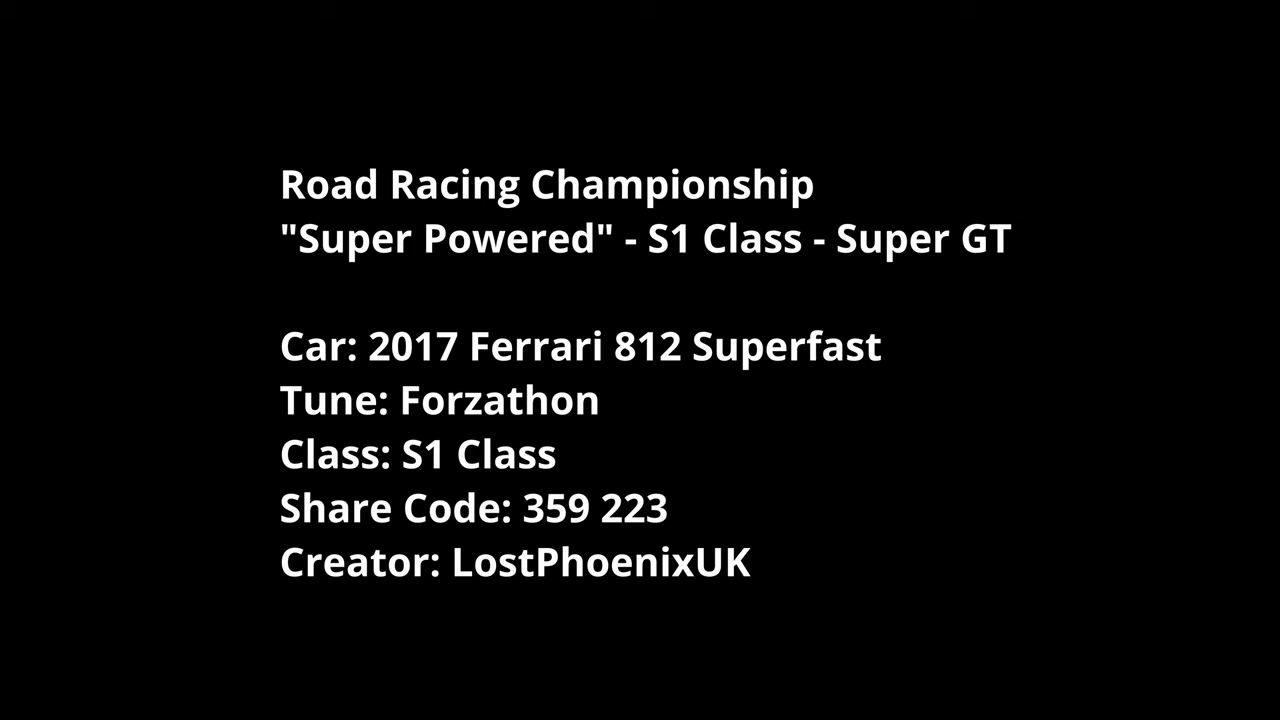 Road Racing Championship
"Super Powered" - S1 Class - Super GT
Car: 2017 Ferrari 812 Superfast
Tune: Forzathon
Class: S1 Class
Share Code: 359 223
Creator: LostPhoenixUK